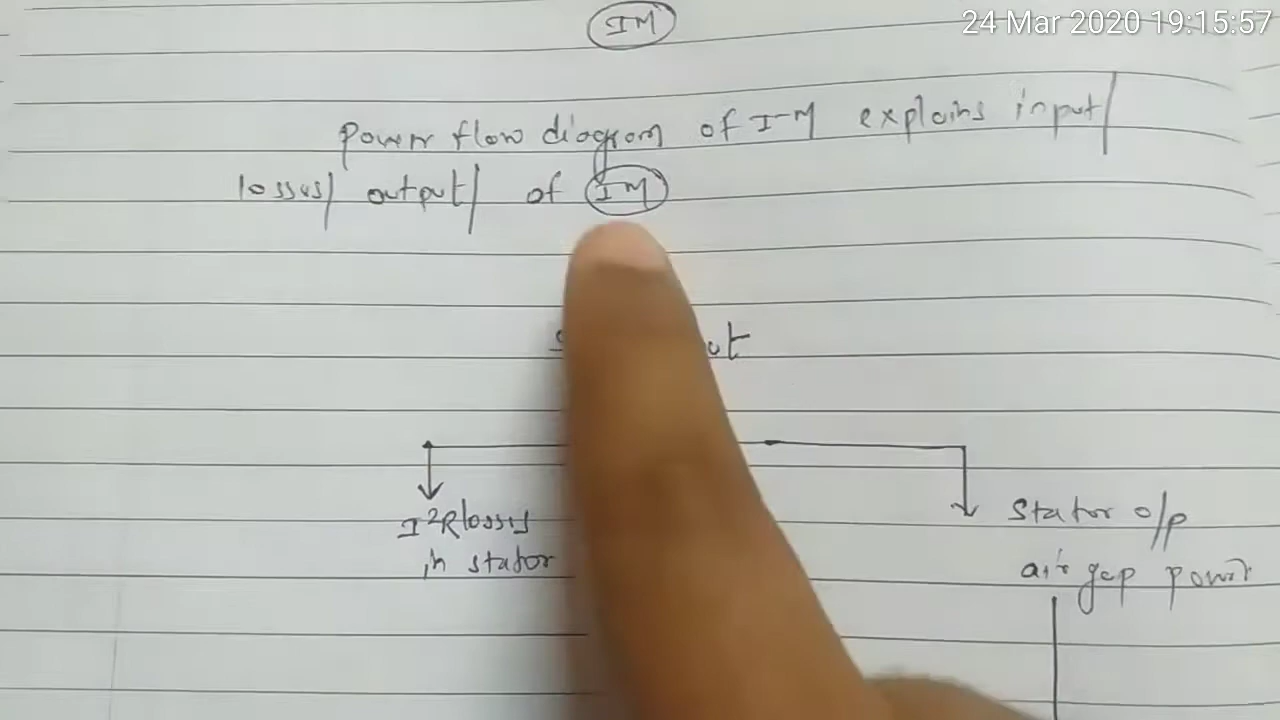 IM
24 Mar 2020 19:15:57
Power flow diagram of I-M explains input/
losses/ output/ of IM
I²R losses
in stator
Stator o/p
air gap power